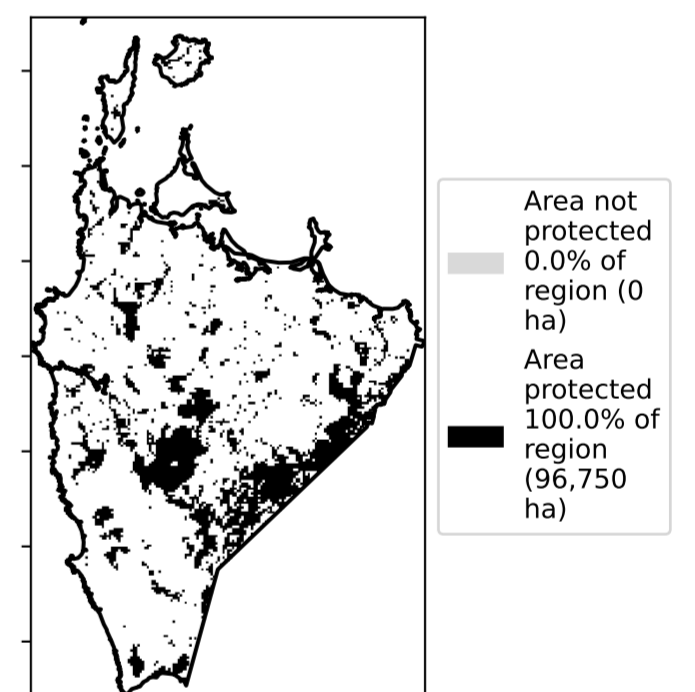 Area not
protected
0.0% of
region (0
ha)
Area
protected
100.0% of
region
(96,750
ha)